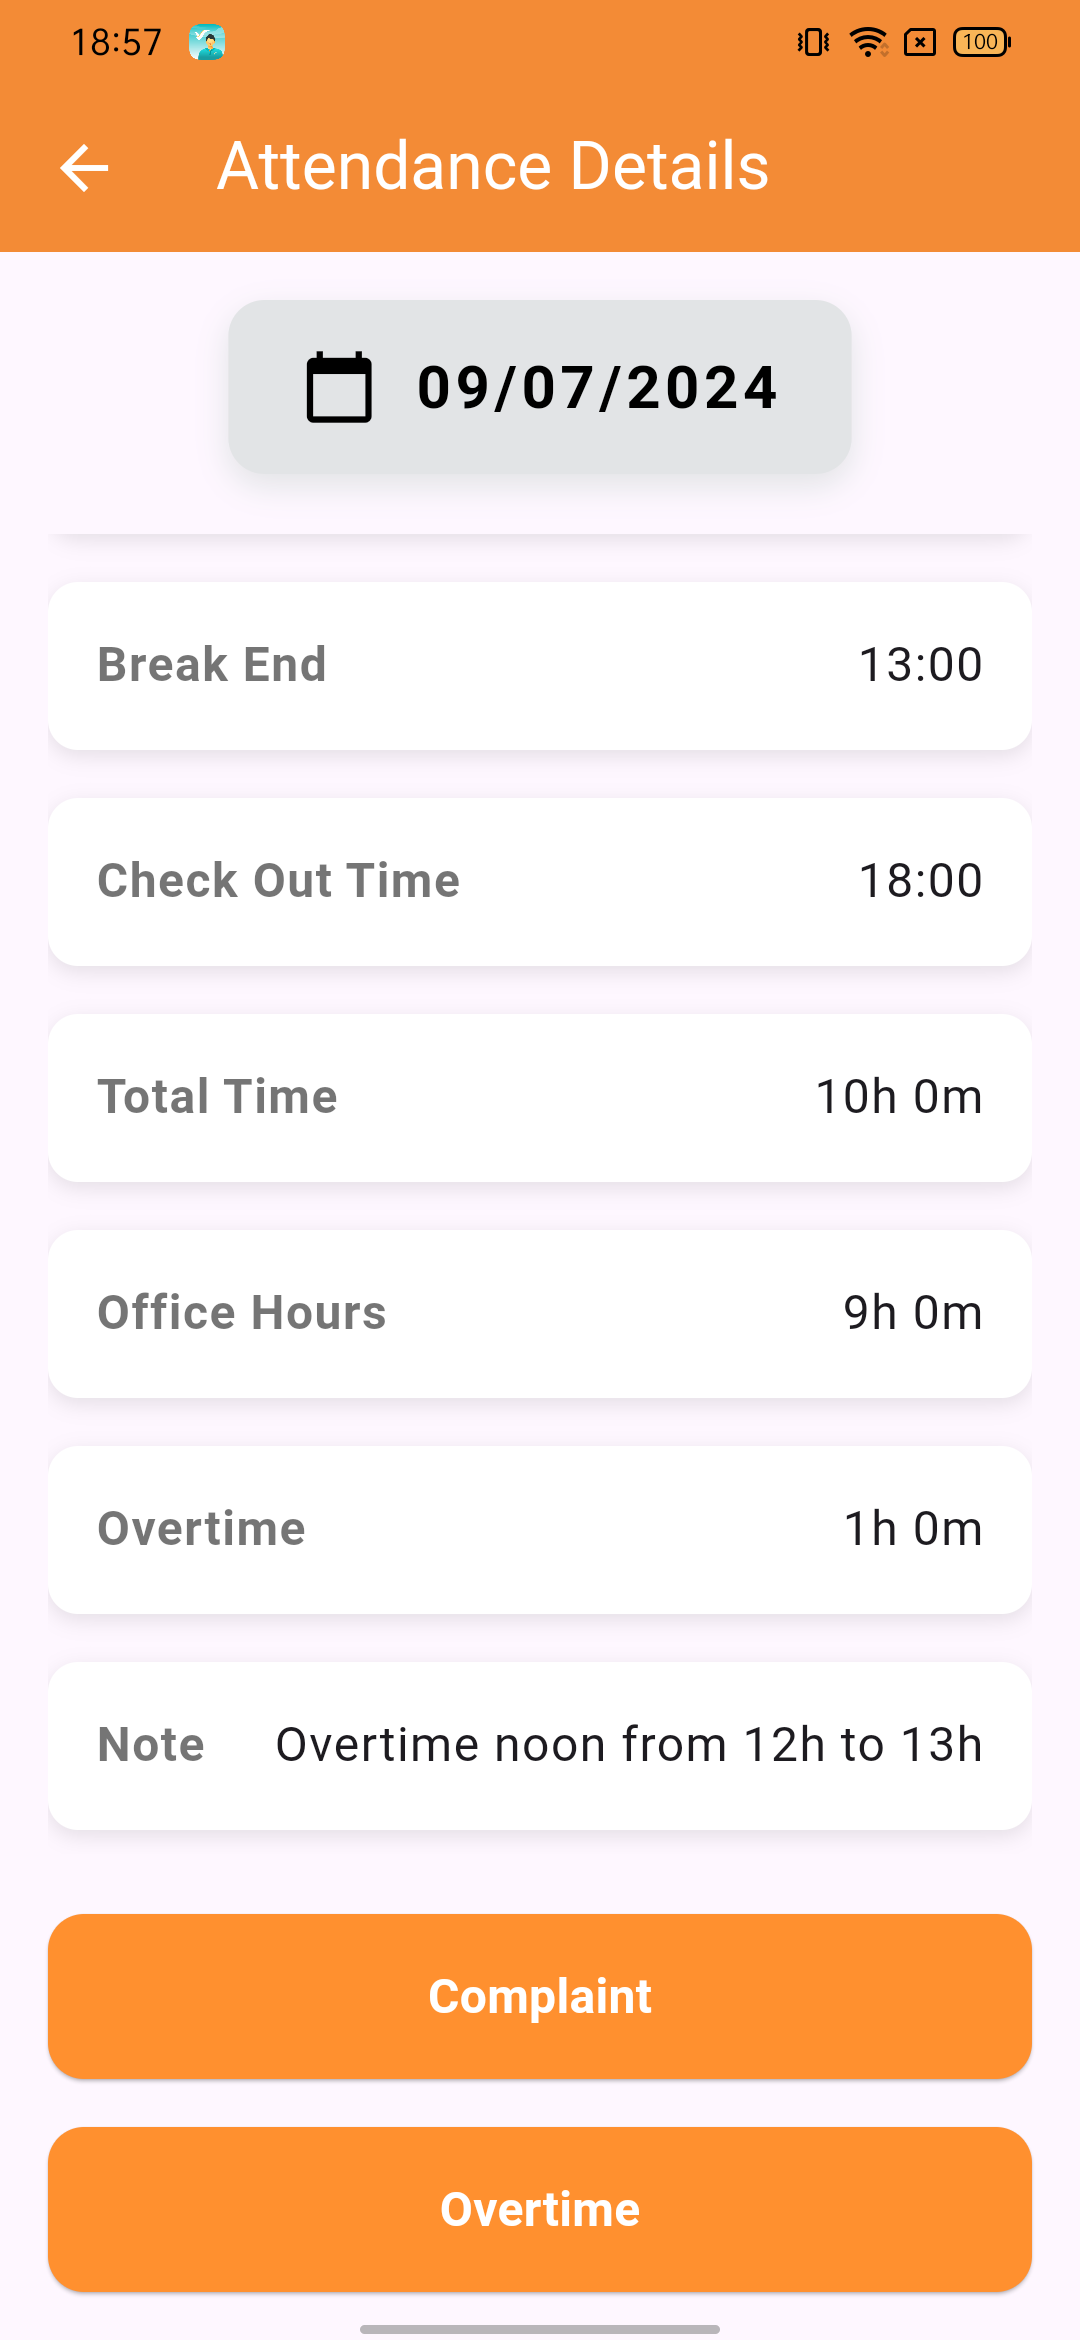 18:57
100
Attendance Details
09/07/2024
Break End 13:00
Check Out Time 18:00
Total Time 10h 0m
Office Hours 9h 0m
Overtime 1h 0m
Note Overtime noon from 12h to 13h
Complaint
Overtime